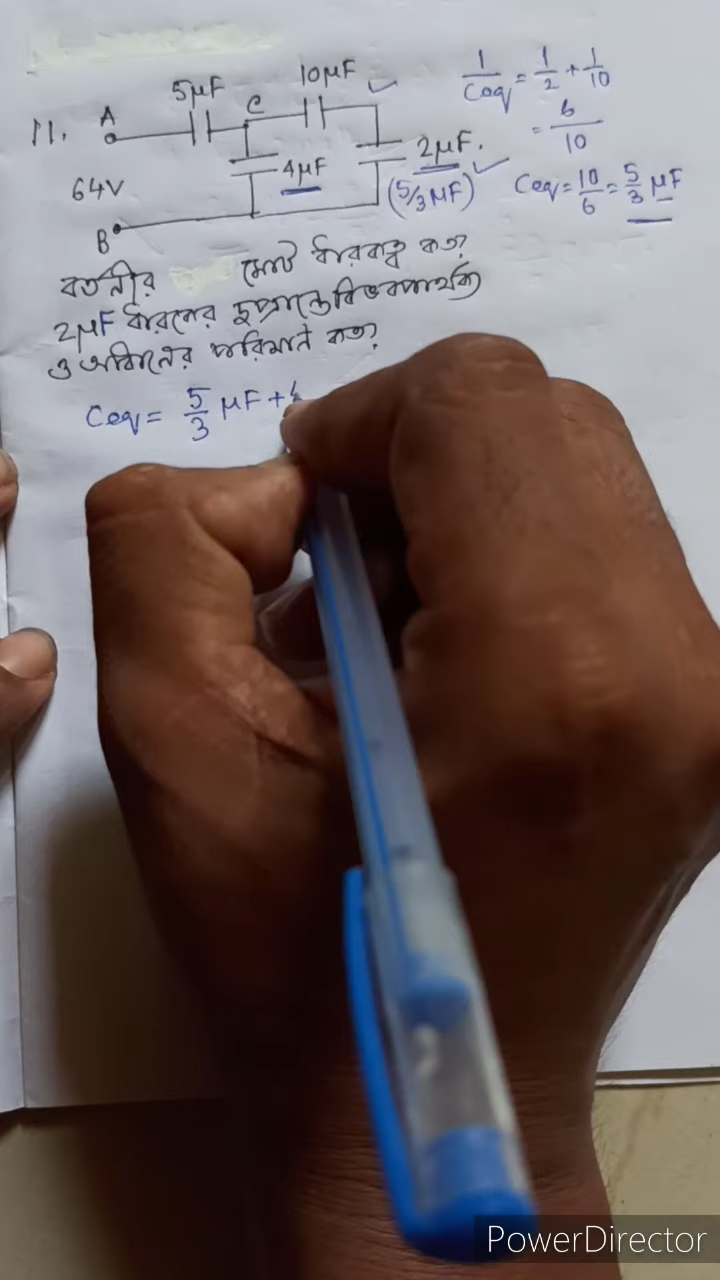 11. A 5μF C 10μF
64V 4μF 2μF.
(5/3 MF)
B
1/Ceq = 1/2 + 1/10
= 6/10
Ceq = 10/6 = 5/3 μF
বর্তনীর মোট ধারকত্ব কত?
2μF ধারকের দুপ্রান্তে বিভবপার্থক্য
ও আধানের পরিমাণ কত?
Ceq = 5/3 μF +
PowerDirector